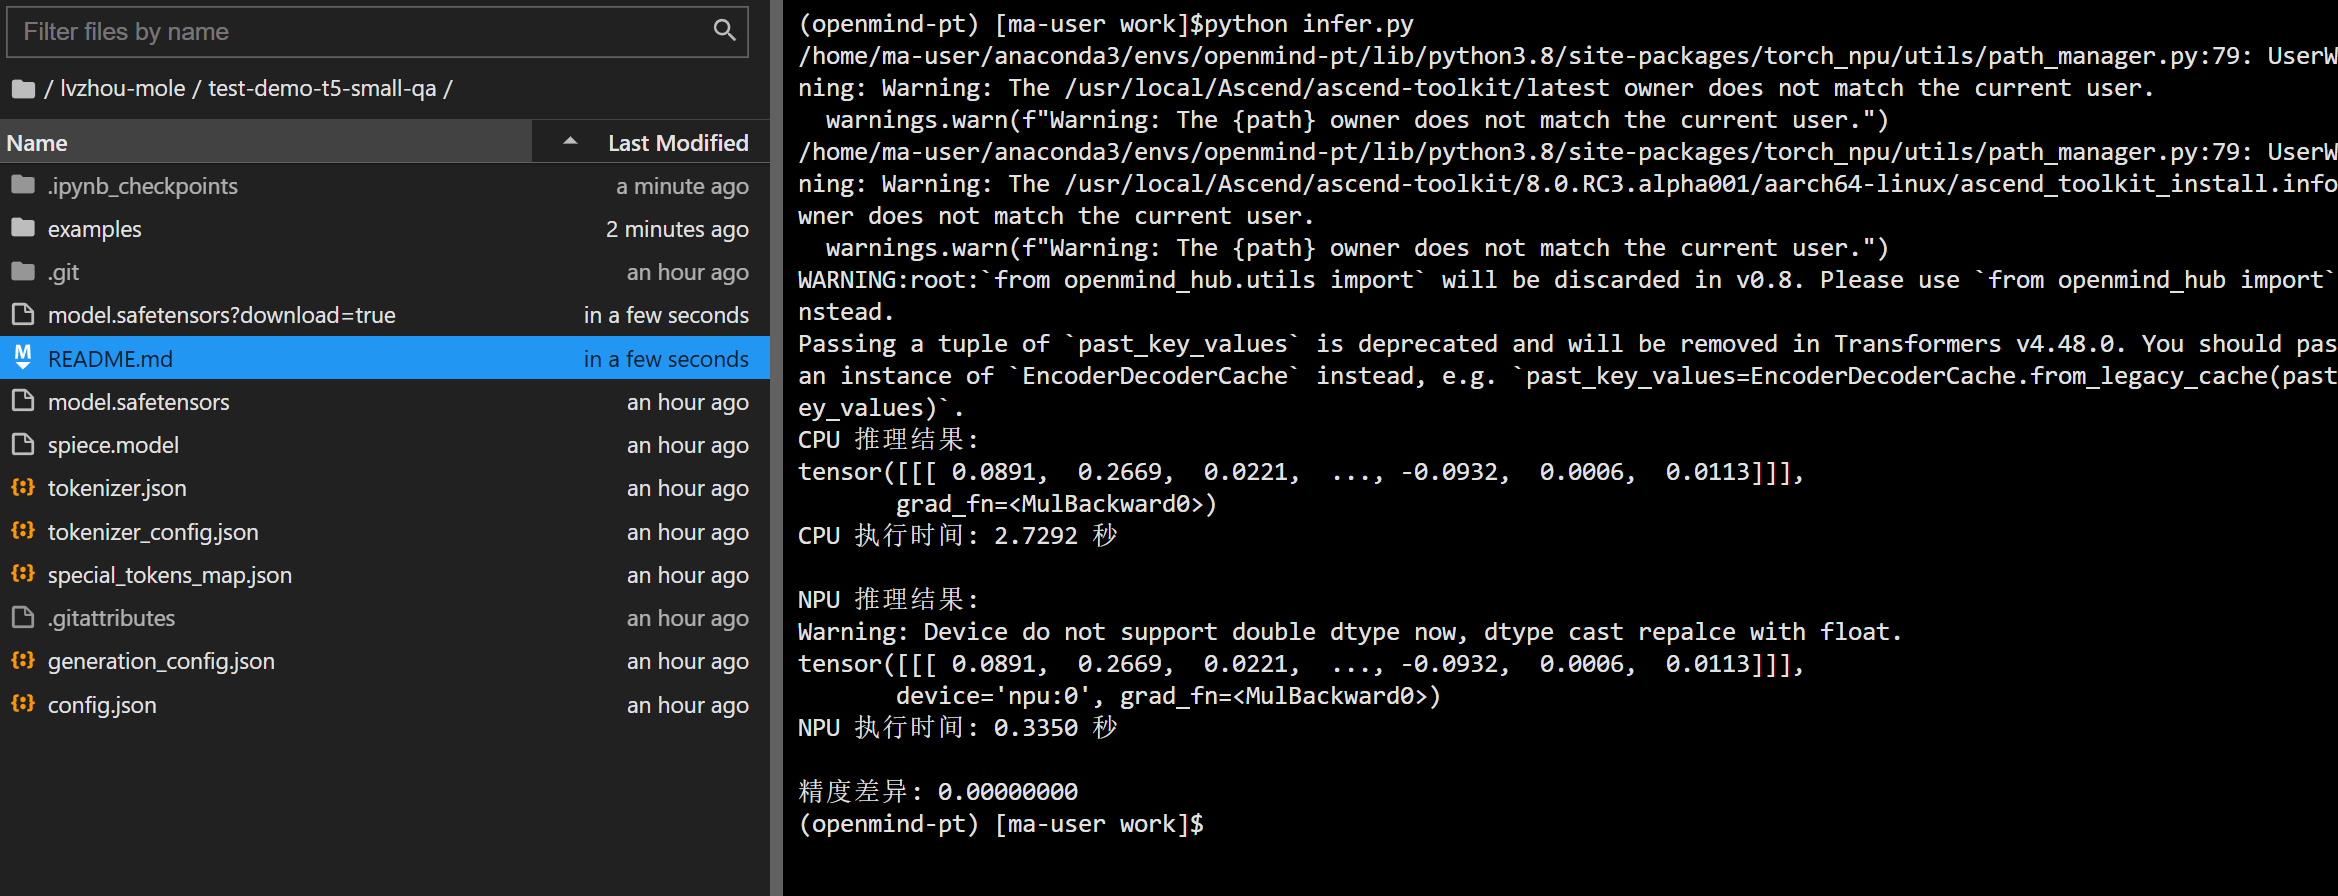 Filter files by name
/ lvzhou-mole / test-demo-t5-small-qa /
Name Last Modified
.ipynb_checkpoints a minute ago
examples 2 minutes ago
.git an hour ago
model.safetensors?download=true in a few seconds
README.md in a few seconds
model.safetensors an hour ago
spiece.model an hour ago
tokenizer.json an hour ago
tokenizer_config.json an hour ago
special_tokens_map.json an hour ago
.gitattributes an hour ago
generation_config.json an hour ago
config.json an hour ago
(openmind-pt) [ma-user work]$python infer.py
/home/ma-user/anaconda3/envs/openmind-pt/lib/python3.8/site-packages/torch_npu/utils/path_manager.py:79: UserW
ning: Warning: The /usr/local/Ascend/ascend-toolkit/latest owner does not match the current user.
warnings.warn(f"Warning: The {path} owner does not match the current user.")
/home/ma-user/anaconda3/envs/openmind-pt/lib/python3.8/site-packages/torch_npu/utils/path_manager.py:79: UserW
ning: Warning: The /usr/local/Ascend/ascend-toolkit/8.0.RC3.alpha001/aarch64-linux/ascend_toolkit_install.info
wner does not match the current user.
warnings.warn(f"Warning: The {path} owner does not match the current user.")
WARNING:root:`from openmind_hub.utils import` will be discarded in v0.8. Please use `from openmind_hub import`
nstead.
Passing a tuple of `past_key_values` is deprecated and will be removed in Transformers v4.48.0. You should pas
an instance of `EncoderDecoderCache` instead, e.g. `past_key_values=EncoderDecoderCache.from_legacy_cache(past
ey_values)`.
CPU 推理结果:
tensor([[[ 0.0891, 0.2669, 0.0221, ..., -0.0932, 0.0006, 0.0113]]],
grad_fn=<MulBackward0>)
CPU 执行时间: 2.7292 秒
NPU 推理结果:
Warning: Device do not support double dtype now, dtype cast repalce with float.
tensor([[[ 0.0891, 0.2669, 0.0221, ..., -0.0932, 0.0006, 0.0113]]],
device='npu:0', grad_fn=<MulBackward0>)
NPU 执行时间: 0.3350 秒
精度差异: 0.00000000
(openmind-pt) [ma-user work]$